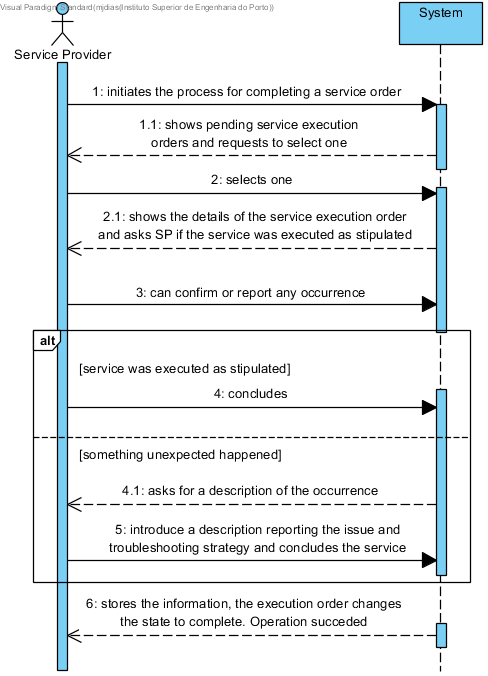 Visual Paradigm Standard(mjdias(Instituto Superior de Engenharia do Porto))
System
Service Provider
1: initiates the process for completing a service order
1.1: shows pending service execution
orders and requests to select one
2: selects one
2.1: shows the details of the service execution order
and asks SP if the service was executed as stipulated
3: can confirm or report any occurrence
alt
[service was executed as stipulated]
4: concludes
[something unexpected happened]
4.1: asks for a description of the occurrence
5: introduce a description reporting the issue and
troubleshooting strategy and concludes the service
6: stores the information, the execution order changes
the state to complete. Operation succeded